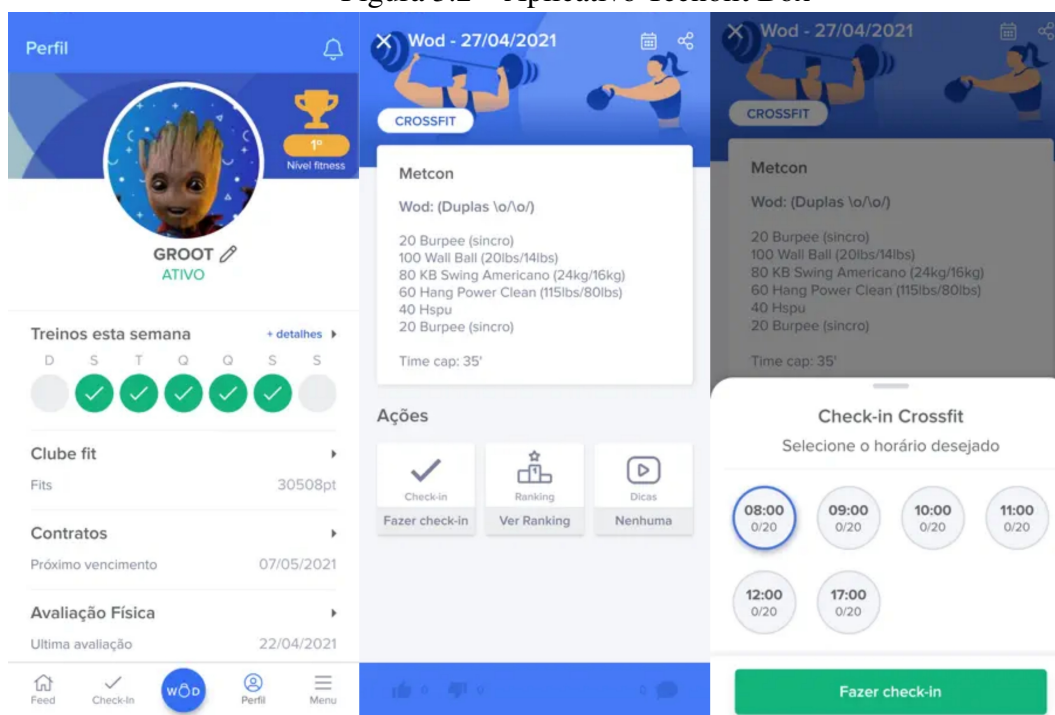 Figura 3.2 – Aplicativo Tecnofit Box
Perfil
1º
Nível fitness
GROOT
ATIVO
Treinos esta semana
+ detalhes
D S T Q Q S S
Clube fit
Fits 30508pt
Contratos
Próximo vencimento 07/05/2021
Avaliação Física
Ultima avaliação 22/04/2021
Feed
Check-In
WOD
Perfil
Menu
Wod - 27/04/2021
CROSSFIT
Metcon
Wod: (Duplas \o/\o/)
20 Burpee (sincro)
100 Wall Ball (20lbs/14lbs)
80 KB Swing Americano (24kg/16kg)
60 Hang Power Clean (115lbs/80lbs)
40 Hspu
20 Burpee (sincro)
Time cap: 35'
Ações
Check-in
Fazer check-in
1
Ranking
Ver Ranking
Dicas
Nenhuma
0 0 0
Wod - 27/04/2021
CROSSFIT
Metcon
Wod: (Duplas \o/\o/)
20 Burpee (sincro)
100 Wall Ball (20lbs/14lbs)
80 KB Swing Americano (24kg/16kg)
60 Hang Power Clean (115lbs/80lbs)
40 Hspu
20 Burpee (sincro)
Time cap: 35'
Check-in Crossfit
Selecione o horário desejado
08:00 09:00 10:00 11:00
0/20 0/20 0/20 0/20
12:00 17:00
0/20 0/20
Fazer check-in